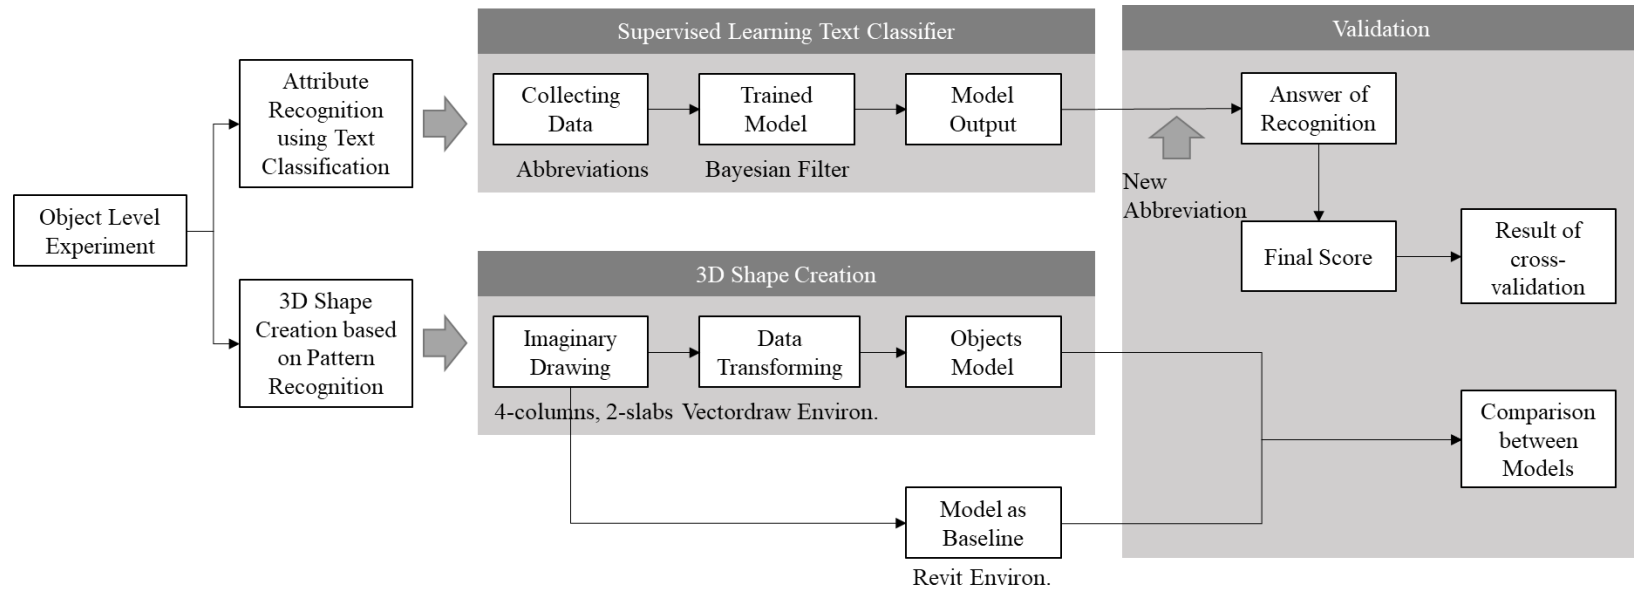 Object Level
Experiment
Attribute
Recognition
using Text
Classification
3D Shape
Creation based
on Pattern
Recognition
Supervised Learning Text Classifier
Collecting
Data
Trained
Model
Model
Output
Abbreviations
Bayesian Filter
3D Shape Creation
Imaginary
Drawing
Data
Transforming
Objects
Model
4-columns, 2-slabs
Vectordraw Environ.
Model as
Baseline
Revit Environ.
Validation
New
Abbreviation
Answer of
Recognition
Final Score
Result of
cross-
validation
Comparison
between
Models